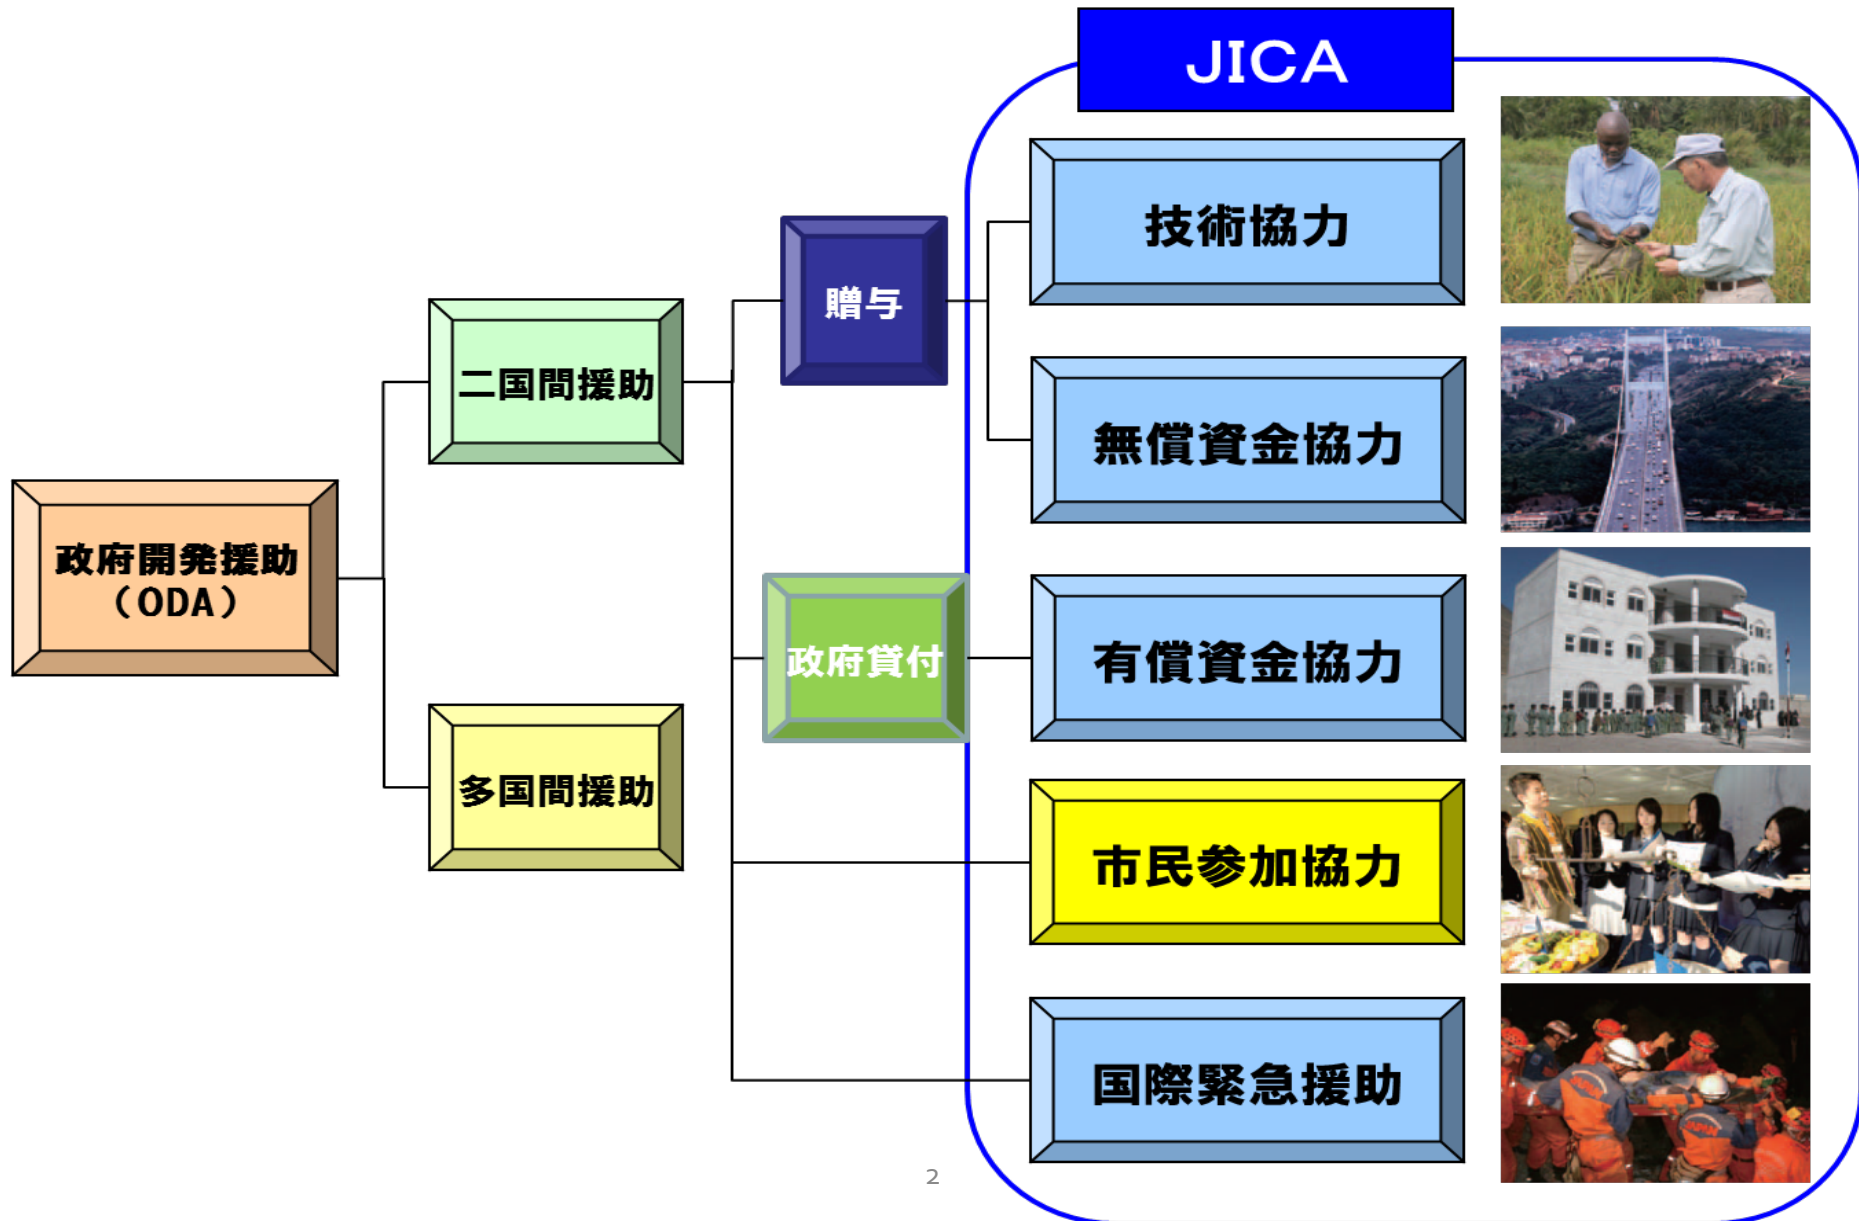 JICA
技術協力
贈与
二国間援助
無償資金協力
政府開発援助
（ODA）
政府貸付
有償資金協力
多国間援助
市民参加協力
国際緊急援助
2